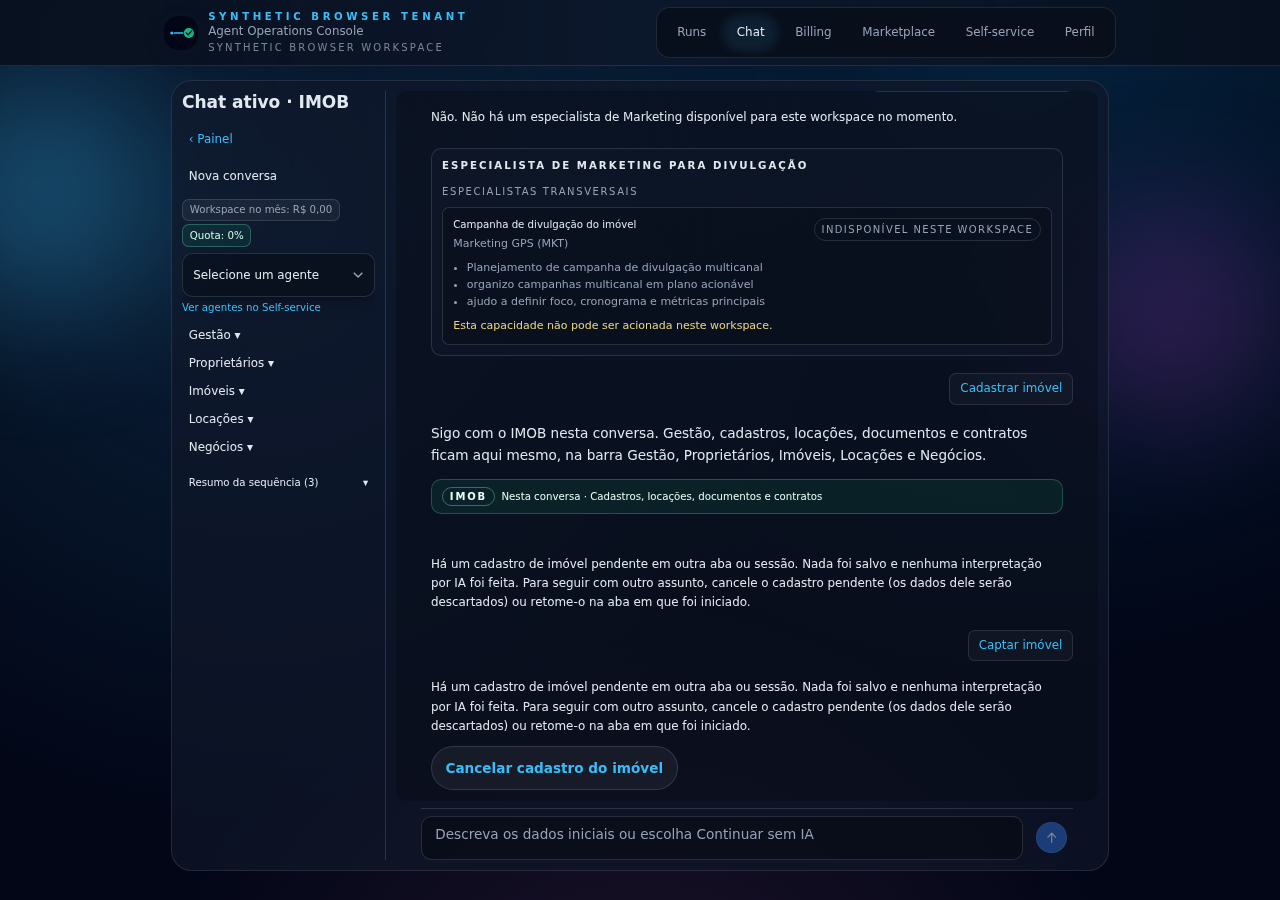 SYNTHETIC BROWSER TENANT
Agent Operations Console
SYNTHETIC BROWSER WORKSPACE
Runs
Chat
Billing
Marketplace
Self-service
Perfil
Chat ativo · IMOB
‹ Painel
Nova conversa
Workspace no mês: R$ 0,00
Quota: 0%
Selecione um agente
Ver agentes no Self-service
Gestão ▾
Proprietários ▾
Imóveis ▾
Locações ▾
Negócios ▾
Resumo da sequência (3) ▾
Não. Não há um especialista de Marketing disponível para este workspace no momento.
ESPECIALISTA DE MARKETING PARA DIVULGAÇÃO
ESPECIALISTAS TRANSVERSAIS
Campanha de divulgação do imóvel
INDISPONÍVEL NESTE WORKSPACE
Marketing GPS (MKT)
• Planejamento de campanha de divulgação multicanal
• organizo campanhas multicanal em plano acionável
• ajudo a definir foco, cronograma e métricas principais
Esta capacidade não pode ser acionada neste workspace.
Cadastrar imóvel
Sigo com o IMOB nesta conversa. Gestão, cadastros, locações, documentos e contratos
ficam aqui mesmo, na barra Gestão, Proprietários, Imóveis, Locações e Negócios.
IMOB Nesta conversa · Cadastros, locações, documentos e contratos
Há um cadastro de imóvel pendente em outra aba ou sessão. Nada foi salvo e nenhuma interpretação
por IA foi feita. Para seguir com outro assunto, cancele o cadastro pendente (os dados dele serão
descartados) ou retome-o na aba em que foi iniciado.
Captar imóvel
Há um cadastro de imóvel pendente em outra aba ou sessão. Nada foi salvo e nenhuma interpretação
por IA foi feita. Para seguir com outro assunto, cancele o cadastro pendente (os dados dele serão
descartados) ou retome-o na aba em que foi iniciado.
Cancelar cadastro do imóvel
Descreva os dados iniciais ou escolha Continuar sem IA